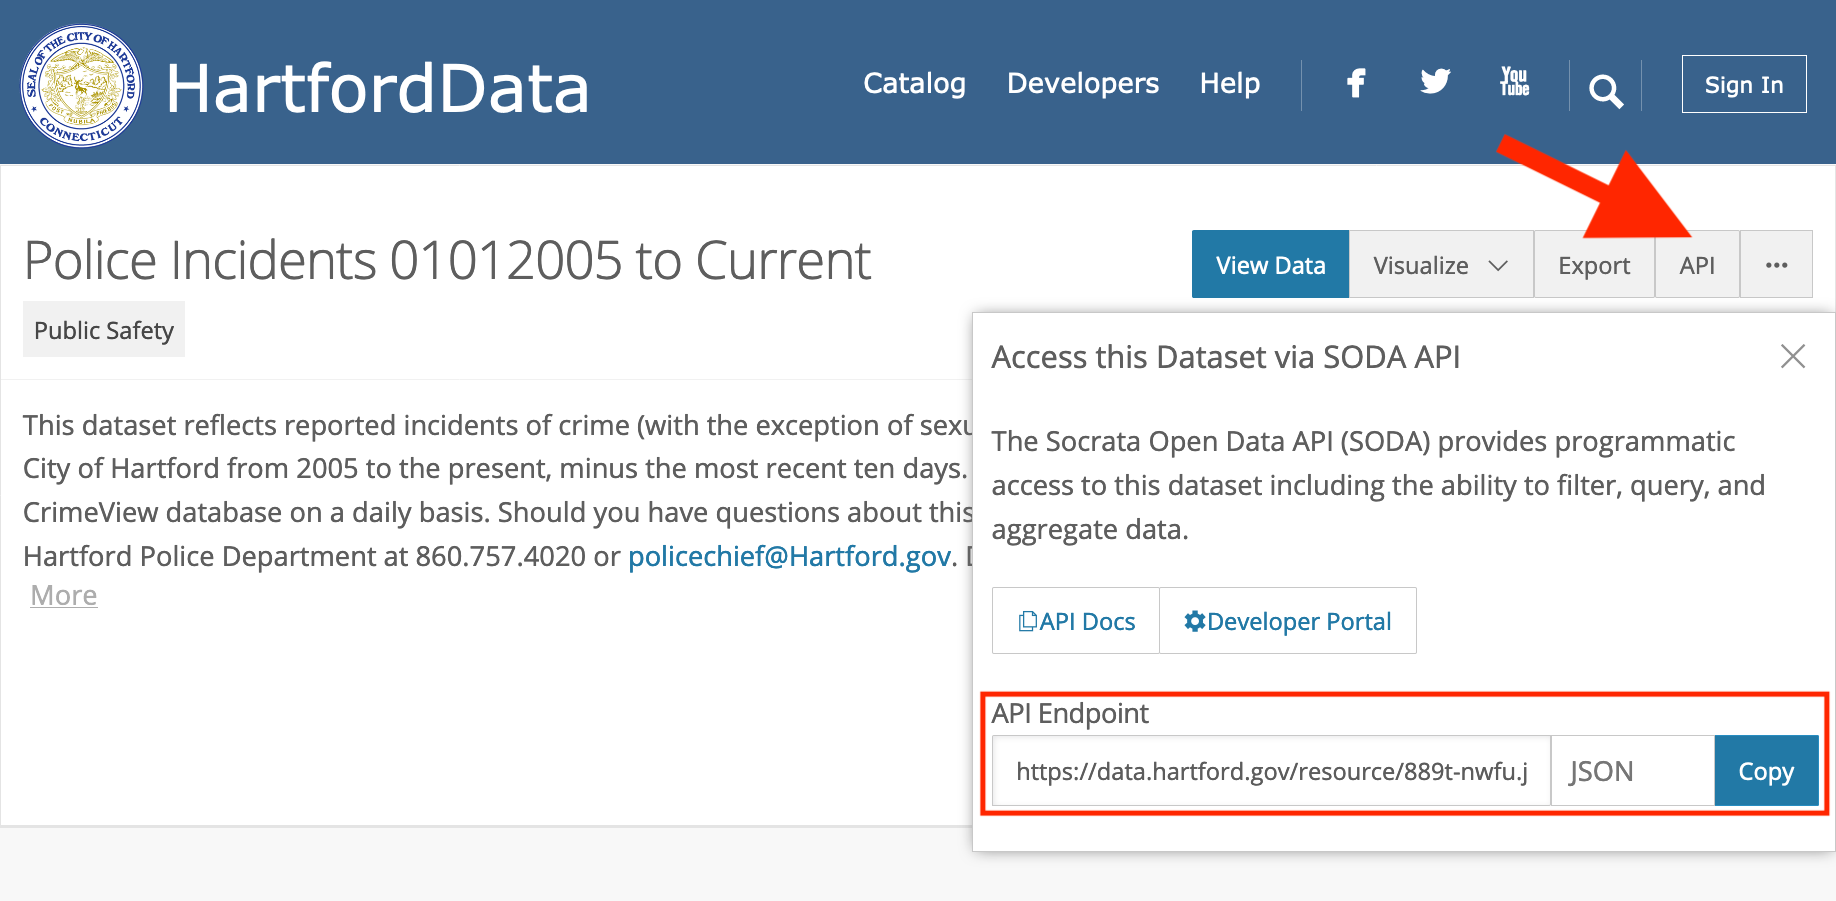 SEAL OF THE CITY OF HARTFORD
CONNECTICUT
HartfordData
Catalog
Developers
Help
You
Tube
Sign In
Police Incidents 01012005 to Current
View Data
Visualize
Export
API
...
Public Safety
This dataset reflects reported incidents of crime (with the exception of sexu
City of Hartford from 2005 to the present, minus the most recent ten days.
CrimeView database on a daily basis. Should you have questions about this
Hartford Police Department at 860.757.4020 or policechief@Hartford.gov.
More
Access this Dataset via SODA API
The Socrata Open Data API (SODA) provides programmatic
access to this dataset including the ability to filter, query, and
aggregate data.
API Docs
Developer Portal
API Endpoint
https://data.hartford.gov/resource/889t-nwfu.j
JSON
Copy